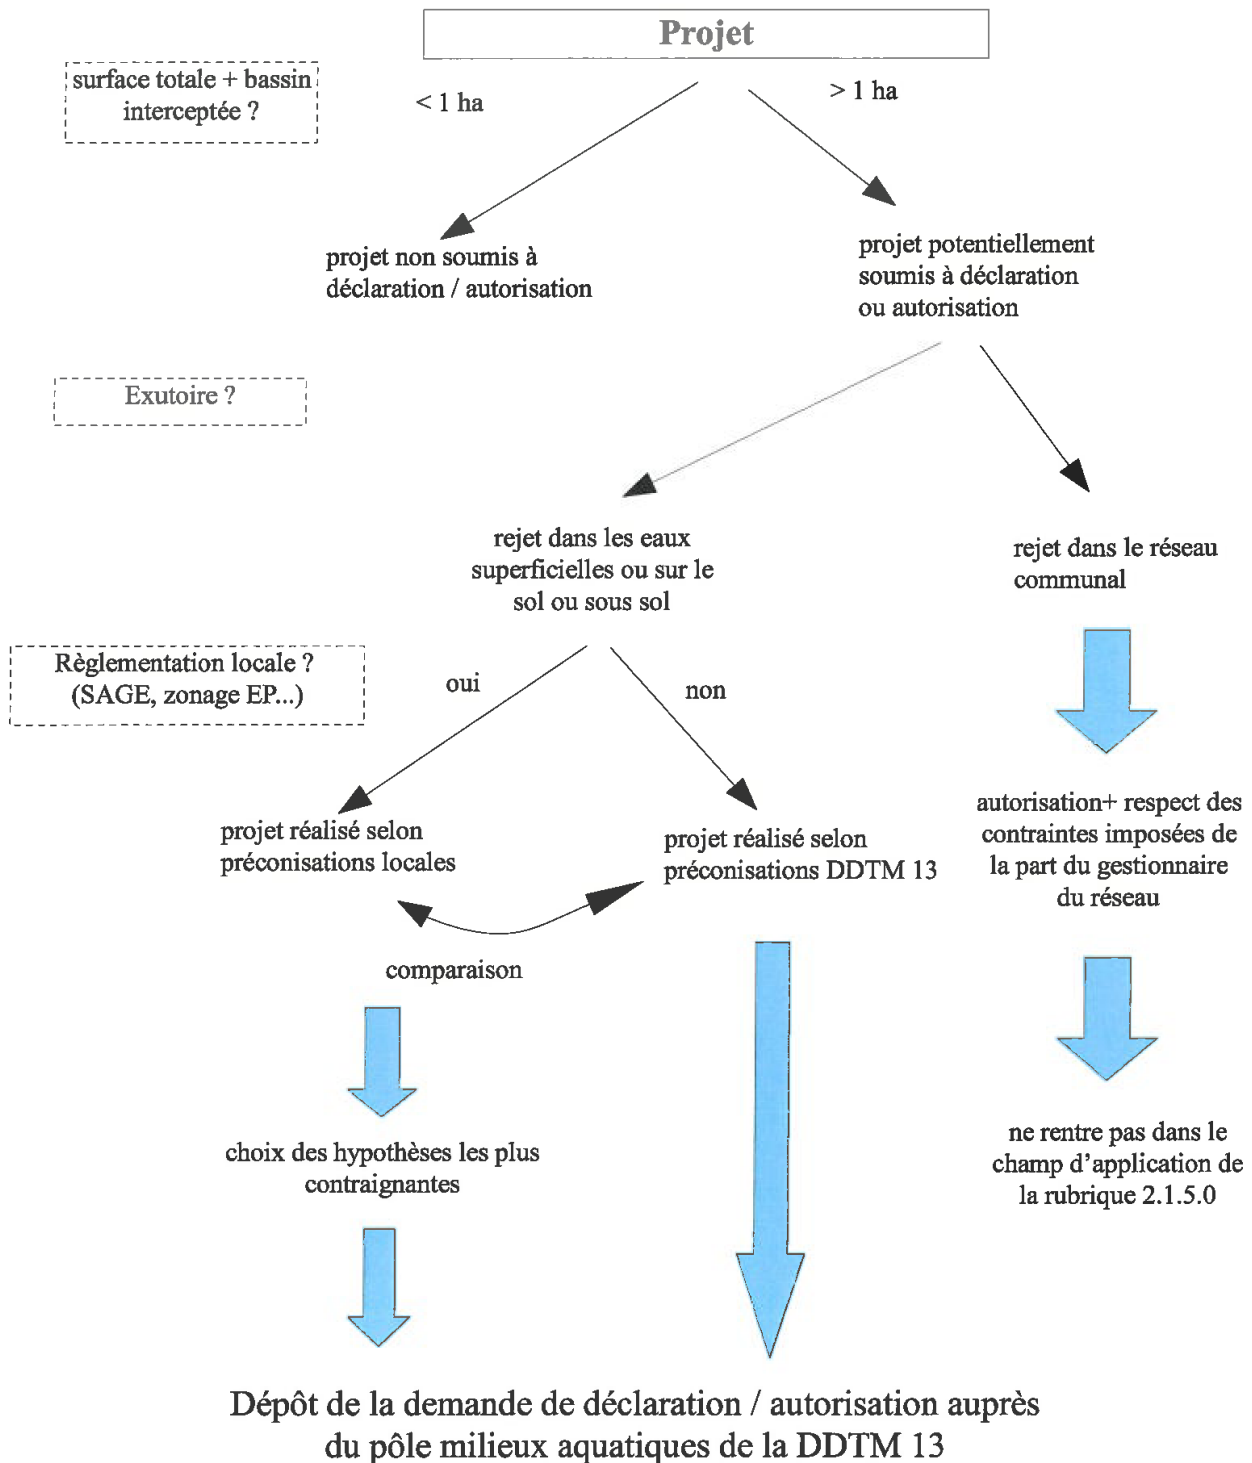 Projet
surface totale + bassin
interceptée ?
< 1 ha
> 1 ha
projet non soumis à
déclaration / autorisation
projet potentiellement
soumis à déclaration
ou autorisation
Exutoire ?
rejet dans les eaux
superficielles ou sur le
sol ou sous sol
rejet dans le réseau
communal
Règlementation locale ?
(SAGE, zonage EP...)
oui
non
projet réalisé selon
préconisations locales
projet réalisé selon
préconisations DDTM 13
autorisation+ respect des
contraintes imposées de
la part du gestionnaire
du réseau
comparaison
choix des hypothèses les plus
contraignantes
ne rentre pas dans le
champ d'application de
la rubrique 2.1.5.0
Dépôt de la demande de déclaration / autorisation auprès
du pôle milieux aquatiques de la DDTM 13